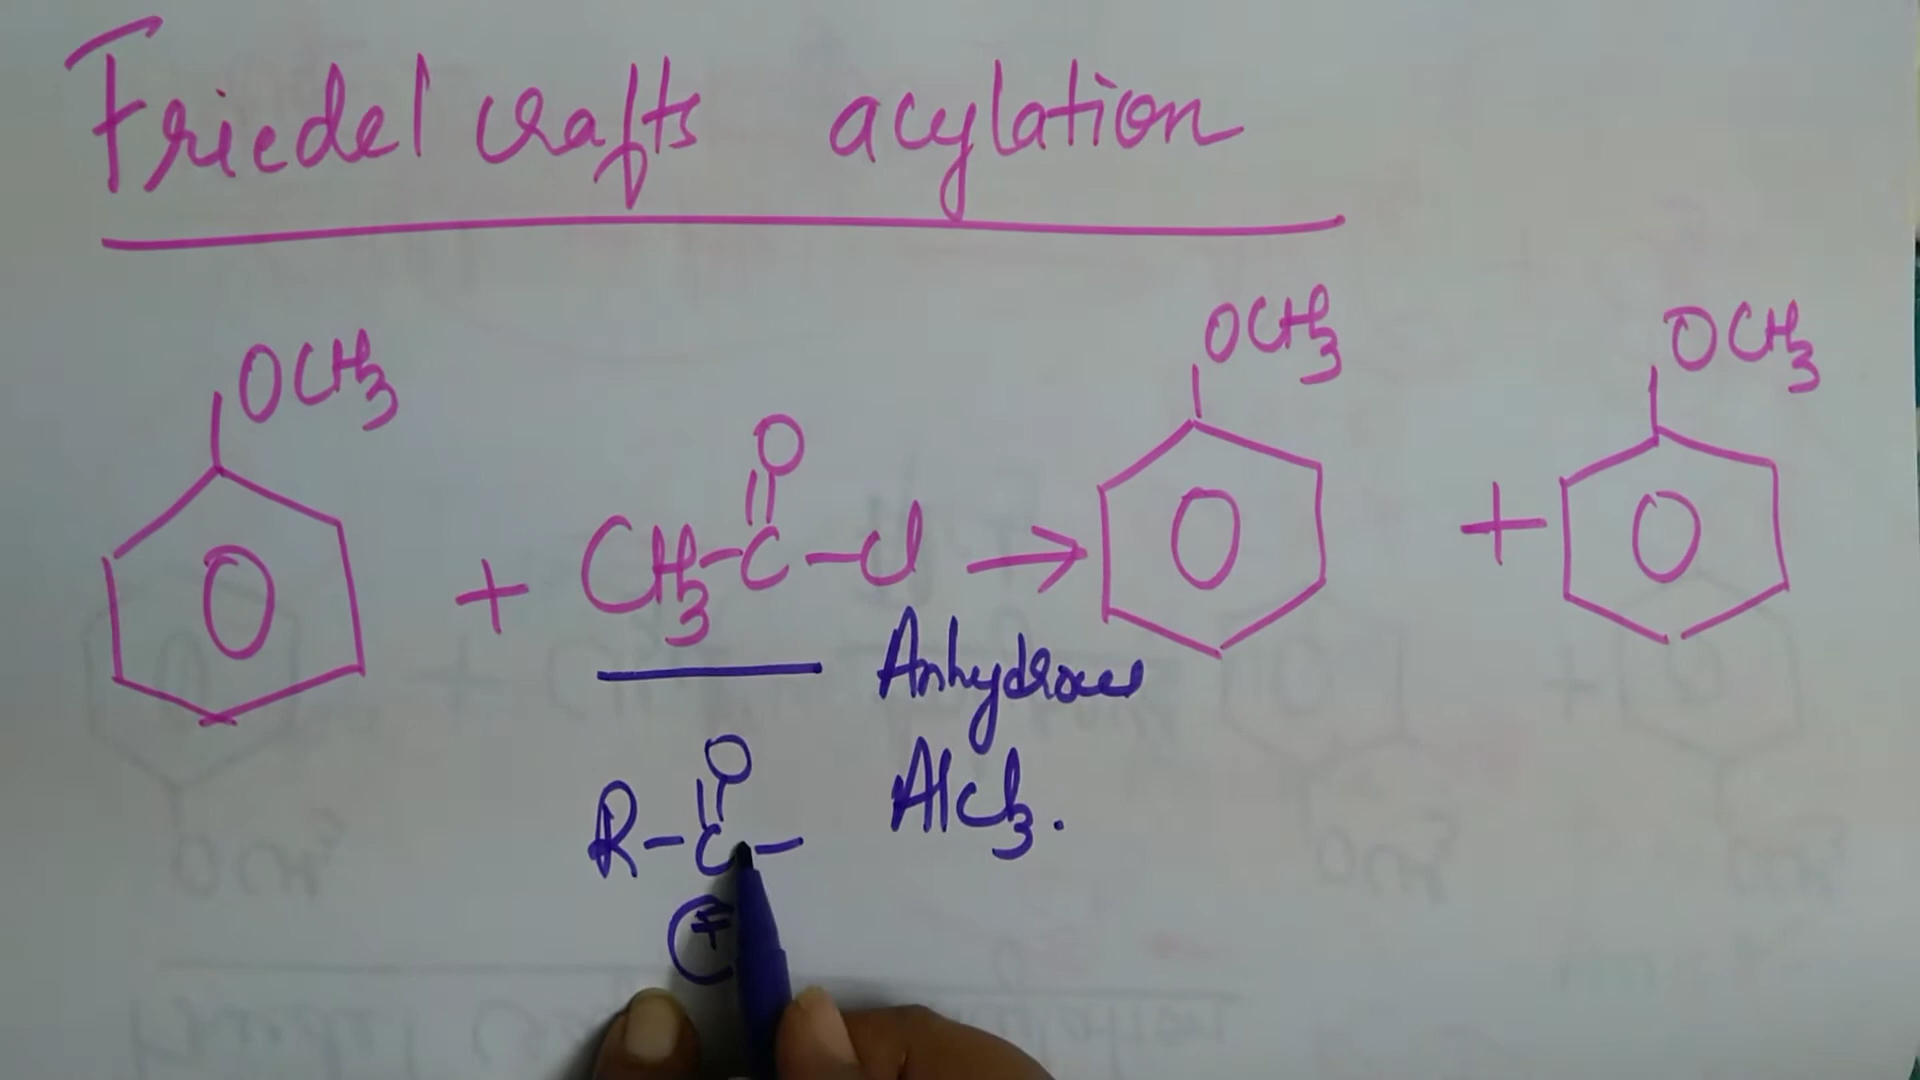 Friedel crafts acylation
OCH3 OCH3 OCH3
O
CH3-C-Cl
+ → +
Anhydrous
AlCl3.
O
R-C-
+